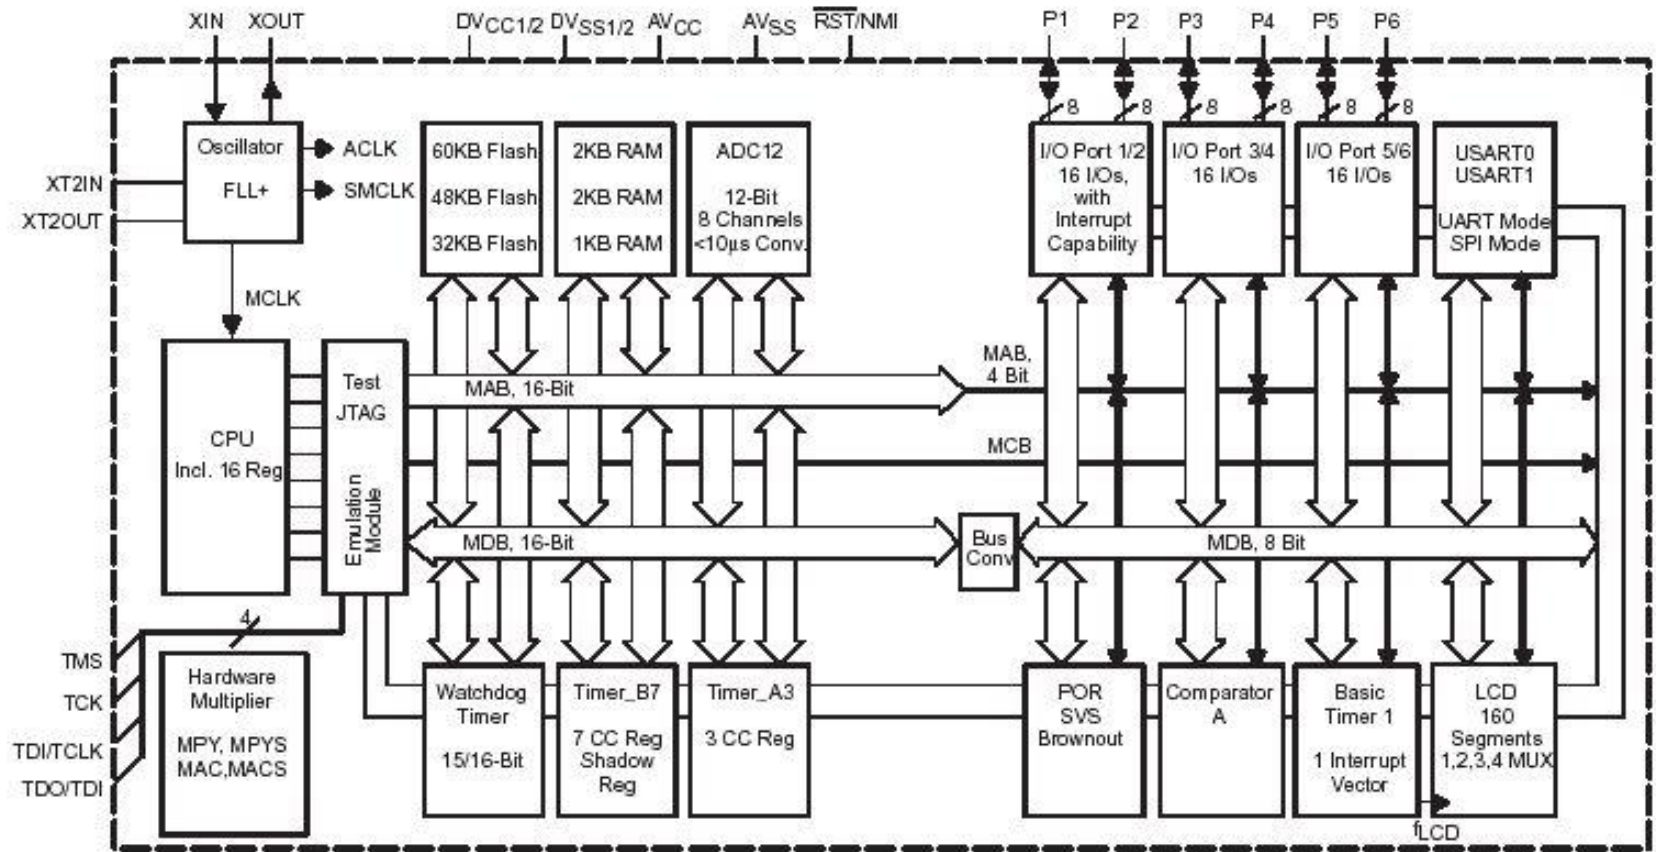 XIN XOUT DVCC1/2 DVSS1/2 AVCC AVSS RST/NMI P1 P2 P3 P4 P5 P6
8 8 8 8 8 8
XT2IN
XT2OUT
Oscillator
FLL+
ACLK
SMCLK
MCLK
60KB Flash
48KB Flash
32KB Flash
2KB RAM
2KB RAM
1KB RAM
ADC12
12-Bit
8 Channels
<10µs Conv.
I/O Port 1/2
16 I/Os,
with
Interrupt
Capability
I/O Port 3/4
16 I/Os
I/O Port 5/6
16 I/Os
USART0
USART1
UART Mode
SPI Mode
CPU
Incl. 16 Reg
Test
JTAG
Emulation
Module
MAB, 16-Bit
MAB,
4 Bit
MCB
MDB, 16-Bit
Bus
Conv
MDB, 8 Bit
4
TMS
TCK
TDI/TCLK
TDO/TDI
Hardware
Multiplier
MPY, MPYS
MAC,MACS
Watchdog
Timer
15/16-Bit
Timer_B7
7 CC Reg
Shadow
Reg
Timer_A3
3 CC Reg
POR
SVS
Brownout
Comparator
A
Basic
Timer 1
1 Interrupt
Vector
LCD
160
Segments
1,2,3,4 MUX
fLCD